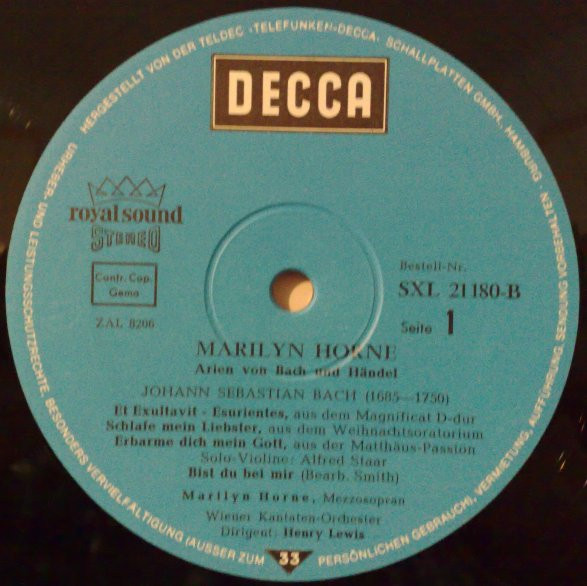 HERGESTELLT VON DER TELDEC »TELEFUNKEN-DECCA« SCHALLPLATTEN GMBH., HAMBURG · URHEBER- UND LEISTUNGSSCHUTZRECHTE, BESONDERS VERVIELFÄLTIGUNG (AUSSER ZUM PERSÖNLICHEN GEBRAUCH), VERMIETUNG, AUFFÜHRUNG, SENDUNG VORBEHALTEN ·
DECCA
royal sound
STEREO
Contr. Cop.
Gema
ZAL 8206
Bestell-Nr.
SXL 21180-B
Seite 1
MARILYN HORNE
Arien von Bach und Händel
JOHANN SEBASTIAN BACH (1685—1750)
Et Exultavit - Esurientes, aus dem Magnificat D-dur
Schlafe mein Liebster, aus dem Weihnachtsoratorium
Erbarme dich mein Gott, aus der Matthäus-Passion
Solo-Violine: Alfred Staar
Bist du bei mir (Bearb. Smith)
Marilyn Horne, Mezzosopran
Wiener Kantaten-Orchester
Dirigent: Henry Lewis
33